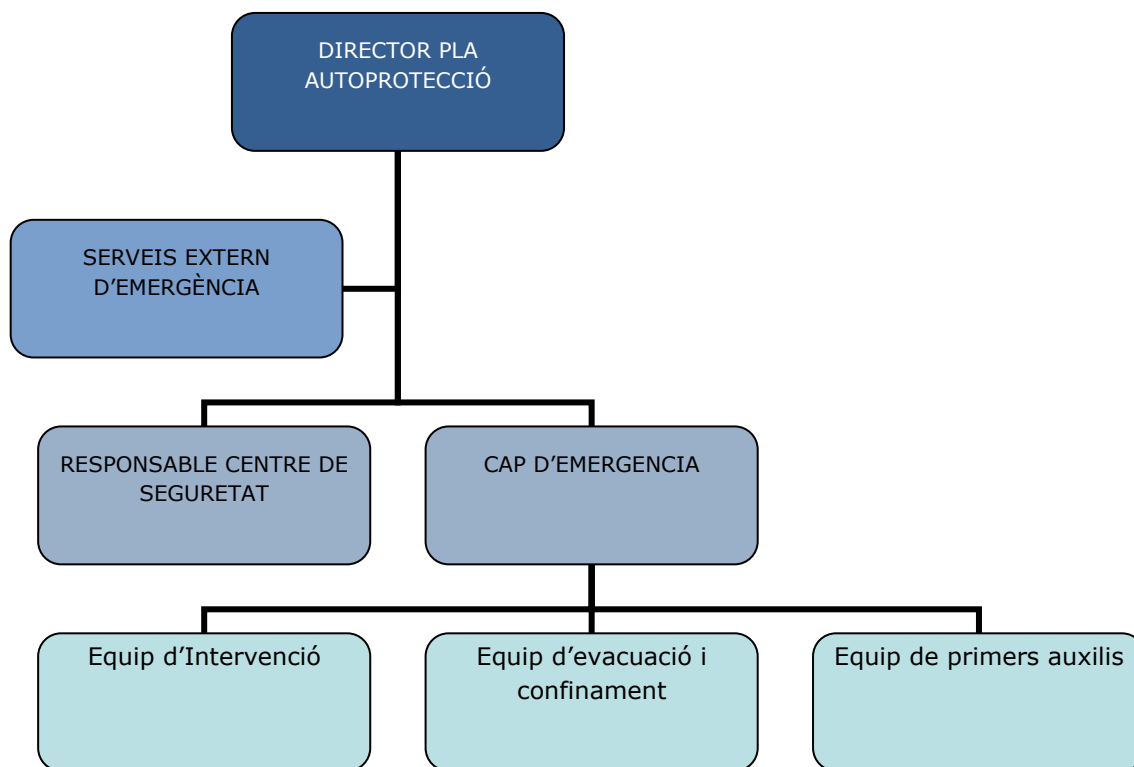 DIRECTOR PLA
AUTOPROTECCIÓ
SERVEIS EXTERN
D’EMERGÈNCIA
RESPONSABLE CENTRE DE
SEGURETAT
CAP D’EMERGENCIA
Equip d’Intervenció
Equip d’evacuació i
confinament
Equip de primers auxilis